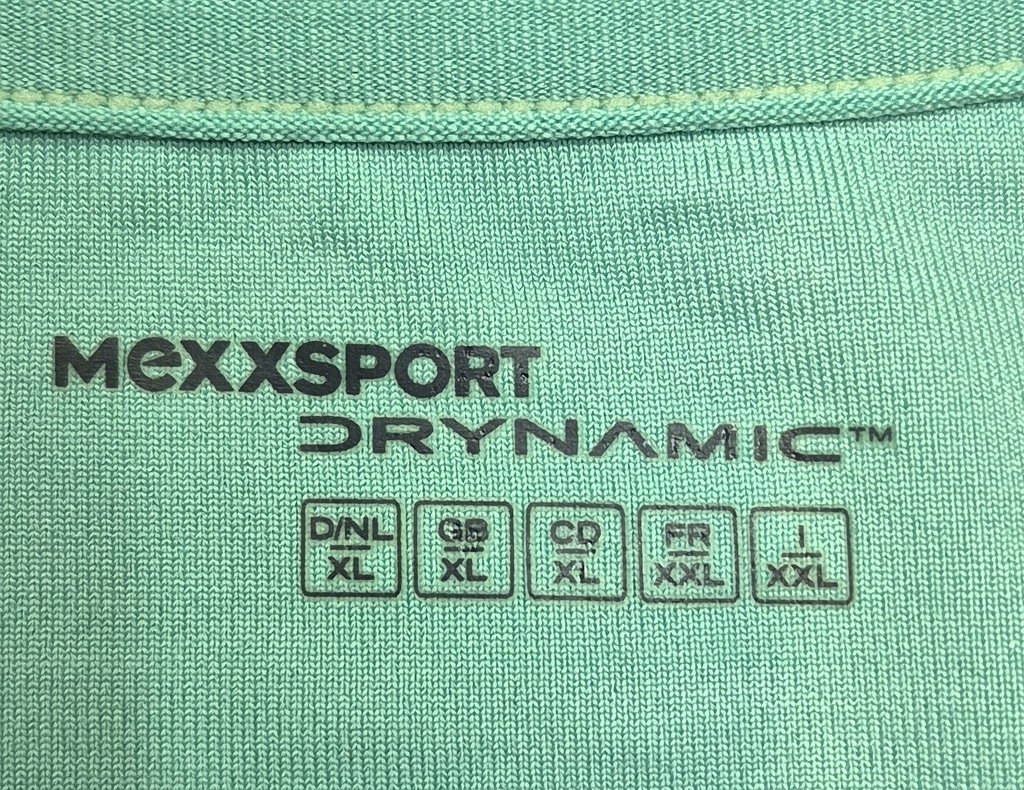 MeXXSPORT
DRYNAMIC™
D/NL GB CD FR I
XL XL XL XXL XXL